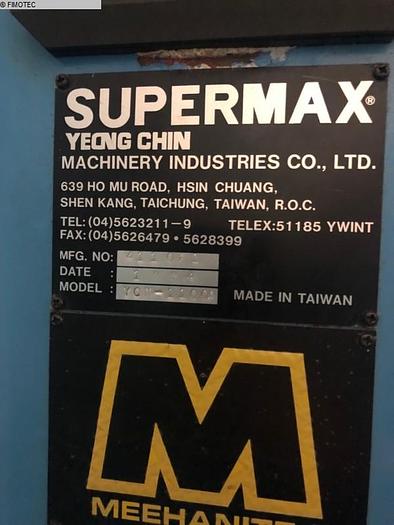 © FIMOTEC
SUPERMAX®
YEONG CHIN
MACHINERY INDUSTRIES CO., LTD.
639 HO MU ROAD, HSIN CHUANG,
SHEN KANG, TAICHUNG, TAIWAN, R.O.C.
TEL:(04)5623211-9 TELEX:51185 YWINT
FAX:(04)5626479 • 5628399
MFG. NO:
DATE :
MODEL :
MADE IN TAIWAN
M